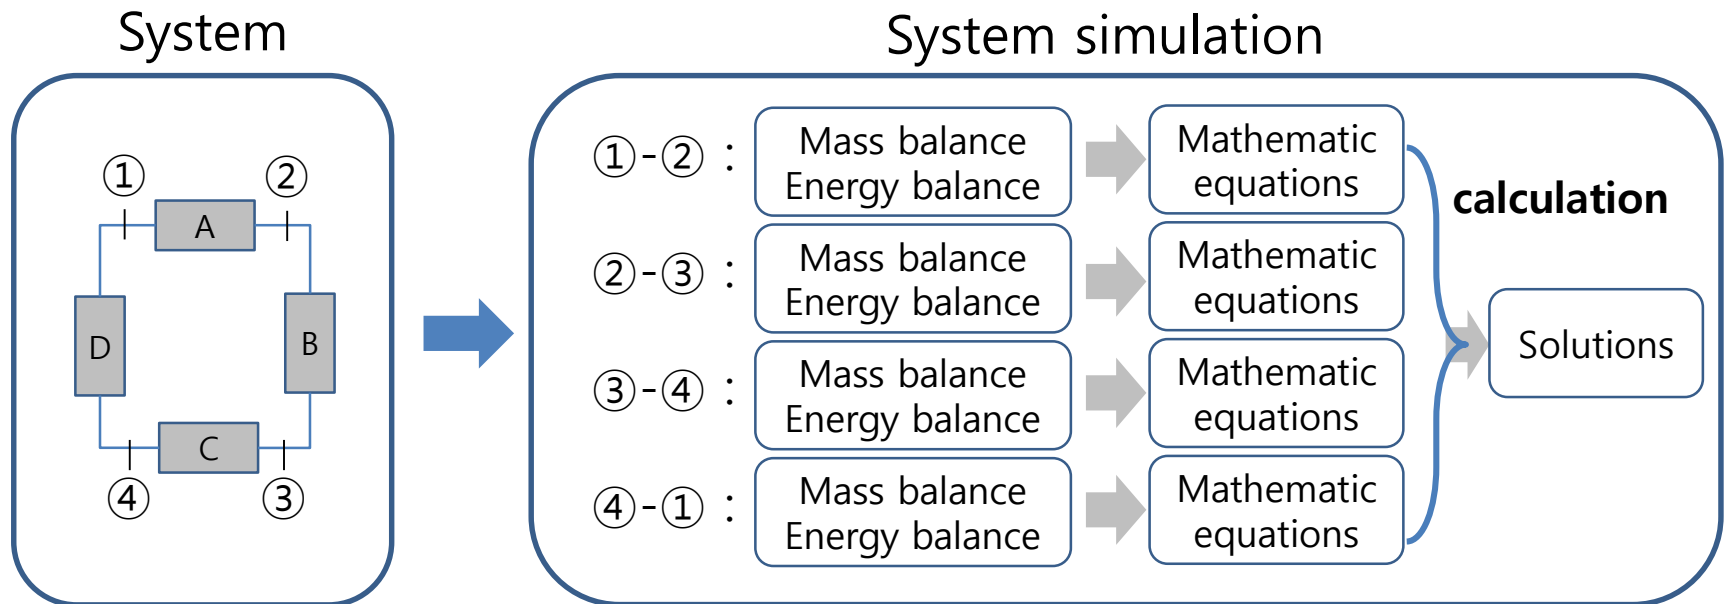 System
System simulation
①
②
A
D
B
C
④
③
①-② :
Mass balance
Energy balance
Mathematic
equations
②-③ :
Mass balance
Energy balance
Mathematic
equations
③-④ :
Mass balance
Energy balance
Mathematic
equations
④-① :
Mass balance
Energy balance
Mathematic
equations
calculation
Solutions